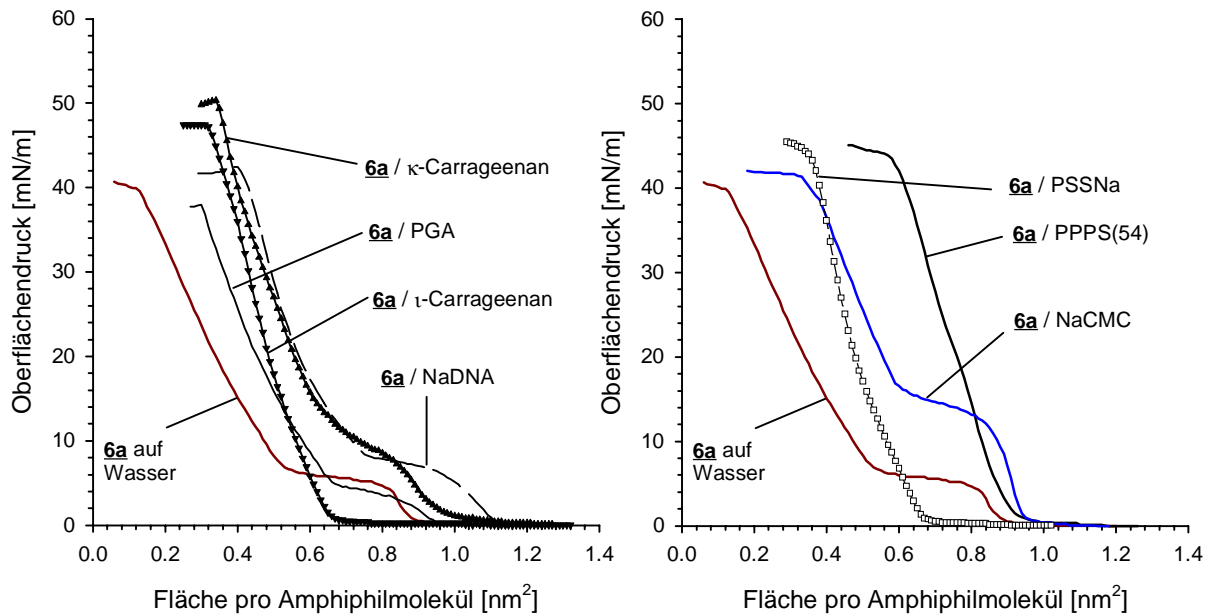 60
50
40
30
20
10
0
0.0 0.2 0.4 0.6 0.8 1.0 1.2 1.4
Oberflächendruck [mN/m]
Fläche pro Amphiphilmolekül [nm²]
6a / κ-Carrageenan
6a / PGA
6a / ι-Carrageenan
6a / NaDNA
6a auf
Wasser
60
50
40
30
20
10
0
0.0 0.2 0.4 0.6 0.8 1.0 1.2 1.4
Oberflächendruck [mN/m]
Fläche pro Amphiphilmolekül [nm²]
6a / PSSNa
6a / PPPS(54)
6a / NaCMC
6a auf
Wasser